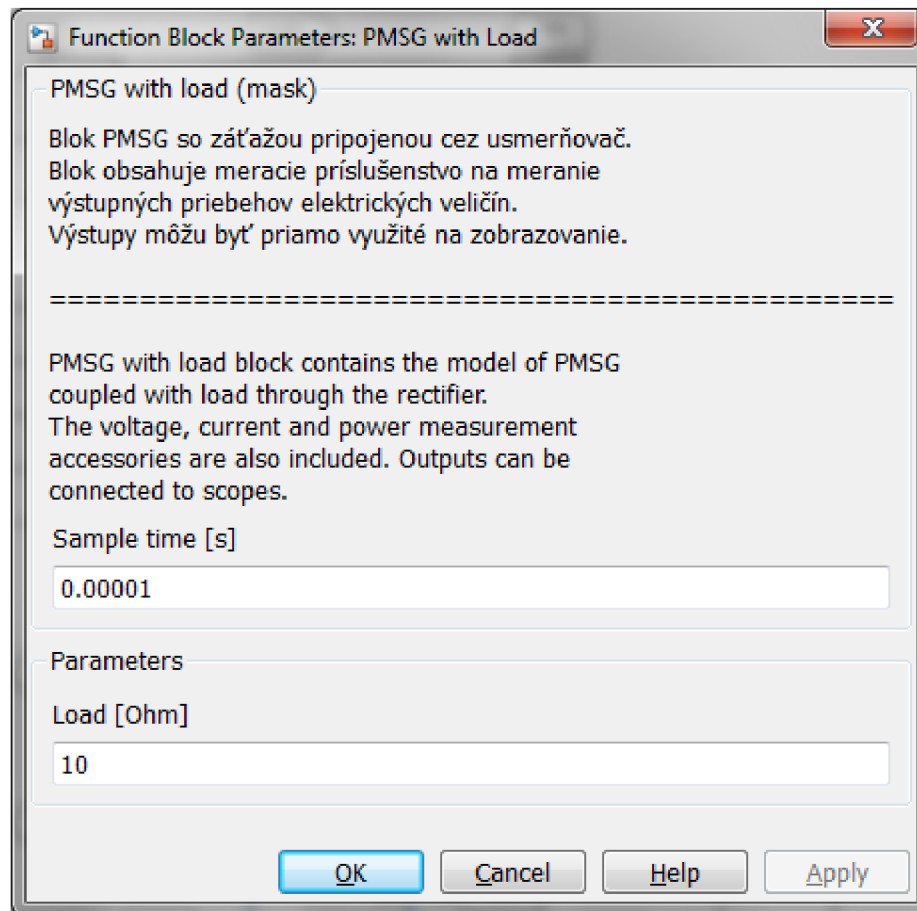 Function Block Parameters: PMSG with Load
PMSG with load (mask)
Blok PMSG so záťažou pripojenou cez usmerňovač.
Blok obsahuje meracie príslušenstvo na meranie
výstupných priebehov elektrických veličín.
Výstupy môžu byť priamo využité na zobrazovanie.
===============================================
PMSG with load block contains the model of PMSG
coupled with load through the rectifier.
The voltage, current and power measurement
accessories are also included. Outputs can be
connected to scopes.
Sample time [s]
0.00001
Parameters
Load [Ohm]
10
OK Cancel Help Apply